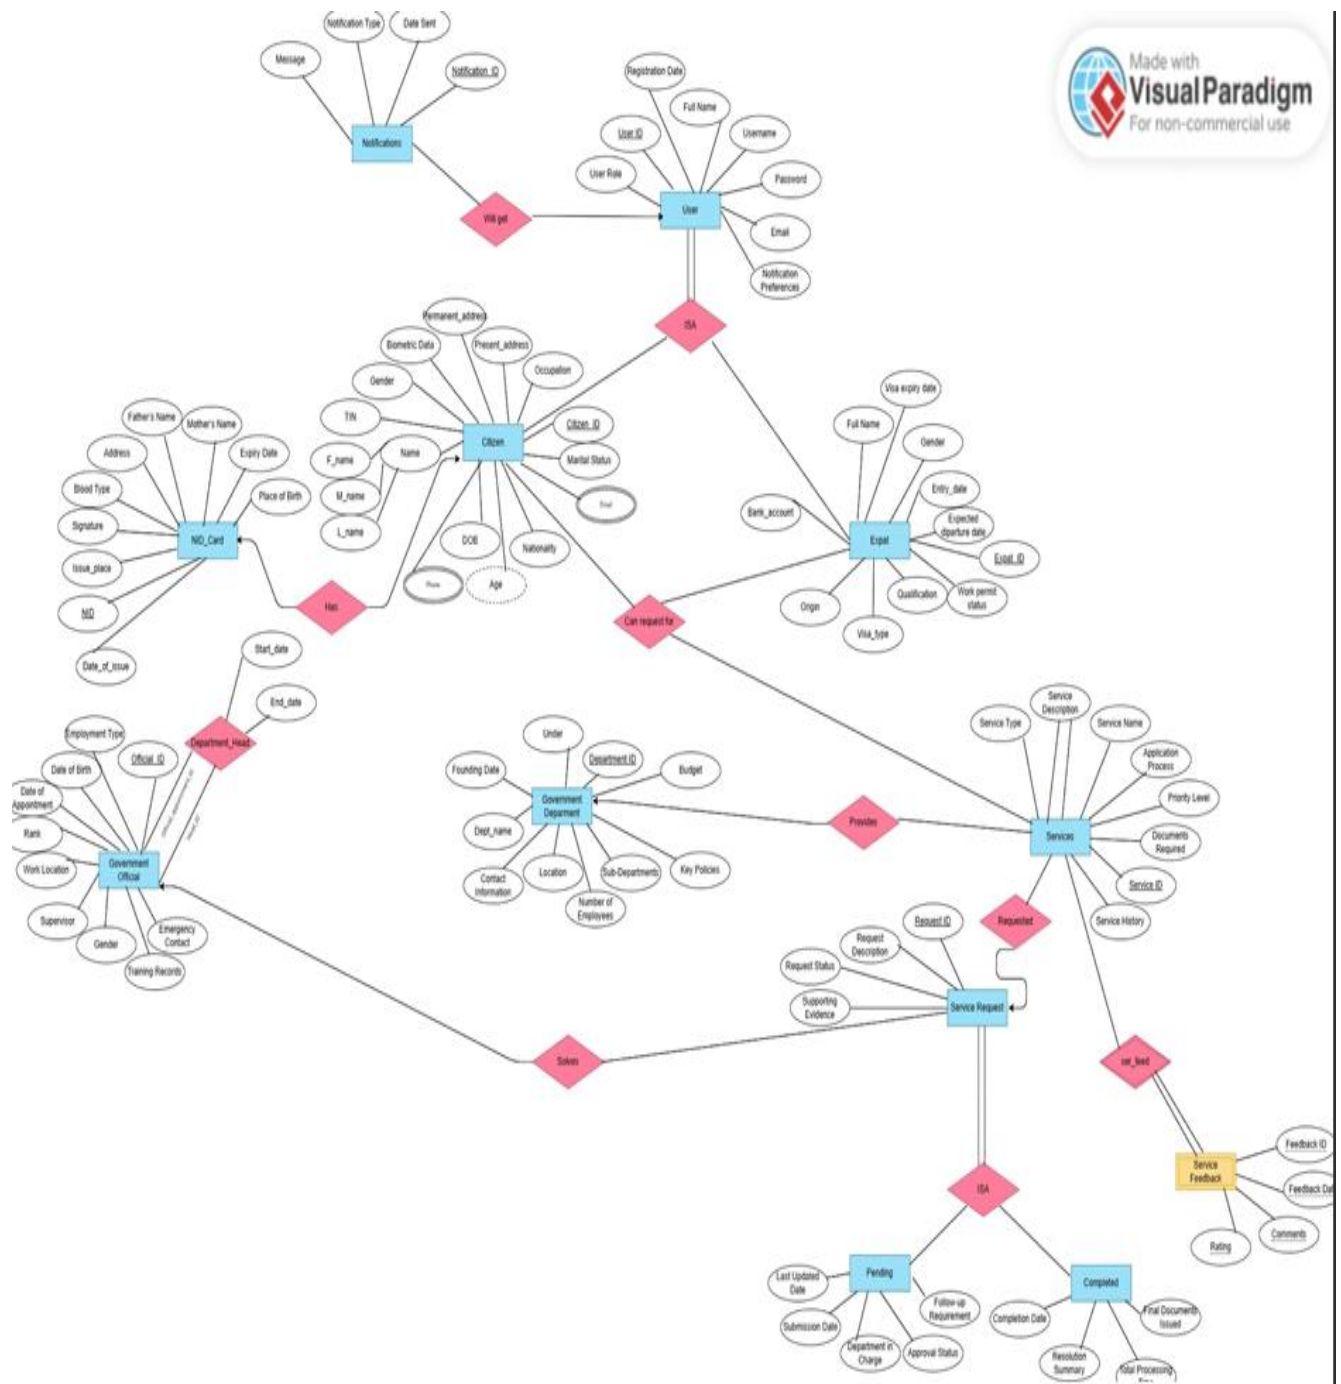 Made with
Visual Paradigm
For non-commercial use
Notification Type
Date Sent
Message
Notification_ID
Notifications
Will get
Registration Date
Full Name
User ID
Username
User Role
Password
User
Email
Notification
Preferences
ISA
Permanent_address
Biometric Data
Present_address
Gender
Occupation
TIN
Citizen_ID
Name
Citizen
F_name
Marital Status
M_name
Email
L_name
DOB
Nationality
Phone
Age
Father's Name
Mother's Name
Address
Expiry Date
Blood Type
Place of Birth
Signature
NID_Card
Issue_place
NID
Date_of_issue
Has
Visa expiry date
Full Name
Gender
Entry_date
Bank_account
Expected
diparture date
Expat
Expat_ID
Qualification
Work permit
status
Origin
Visa_type
Can request for
Start_date
End_date
Department_Head
Employment Type
Official_ID
Date of Birth
Date of
Appointment
Rank
Work Location
Government
Official
Supervisor
Gender
Emergency
Contact
Training Records
Under
Founding Date
Department ID
Budget
Government
Deparment
Dept_name
Contact
Information
Location
Sub-Departments
Key Policies
Number of
Employees
Provides
Service
Description
Service Type
Service Name
Application
Process
Priority Level
Services
Documents
Required
Service ID
Service History
Requested
Request ID
Request
Description
Request Status
Supporting
Evidence
Service Request
Solves
ser_feed
Service
Feedback
Feedback ID
Feedback Da
Comments
Rating
ISA
Pending
Last Updated
Date
Follow-up
Requirement
Submission Date
Department in
Charge
Approval Status
Completed
Completion Date
Final Documents
Issued
Resolution
Summary
Total Processing